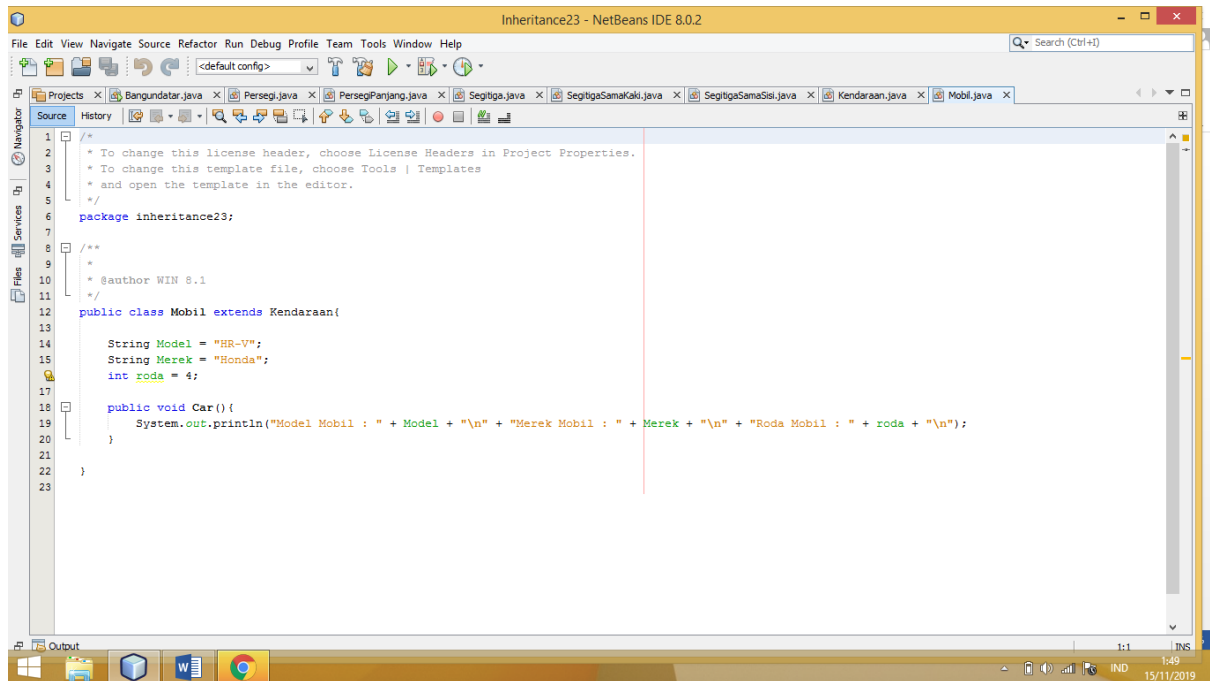 Inheritance23 - NetBeans IDE 8.0.2
File Edit View Navigate Source Refactor Run Debug Profile Team Tools Window Help
Search (Ctrl+I)
<default config>
Projects Bangundatar.java Persegi.java PersegiPanjang.java Segitiga.java SegitigaSamaKaki.java SegitigaSamaSisi.java Kendaraan.java Mobil.java
Source History
Navigator
Services
Files
1 /*
2 * To change this license header, choose License Headers in Project Properties.
3 * To change this template file, choose Tools | Templates
4 * and open the template in the editor.
5 */
6 package inheritance23;
7
8 /**
9 *
10 * @author WIN 8.1
11 */
12 public class Mobil extends Kendaraan{
13
14 String Model = "HR-V";
15 String Merek = "Honda";
int roda = 4;
17
18 public void Car(){
19 System.out.println("Model Mobil : " + Model + "\n" + "Merek Mobil : " + Merek + "\n" + "Roda Mobil : " + roda + "\n");
20 }
21
22 }
23
Output
1:1 INS
IND
1:49
15/11/2019